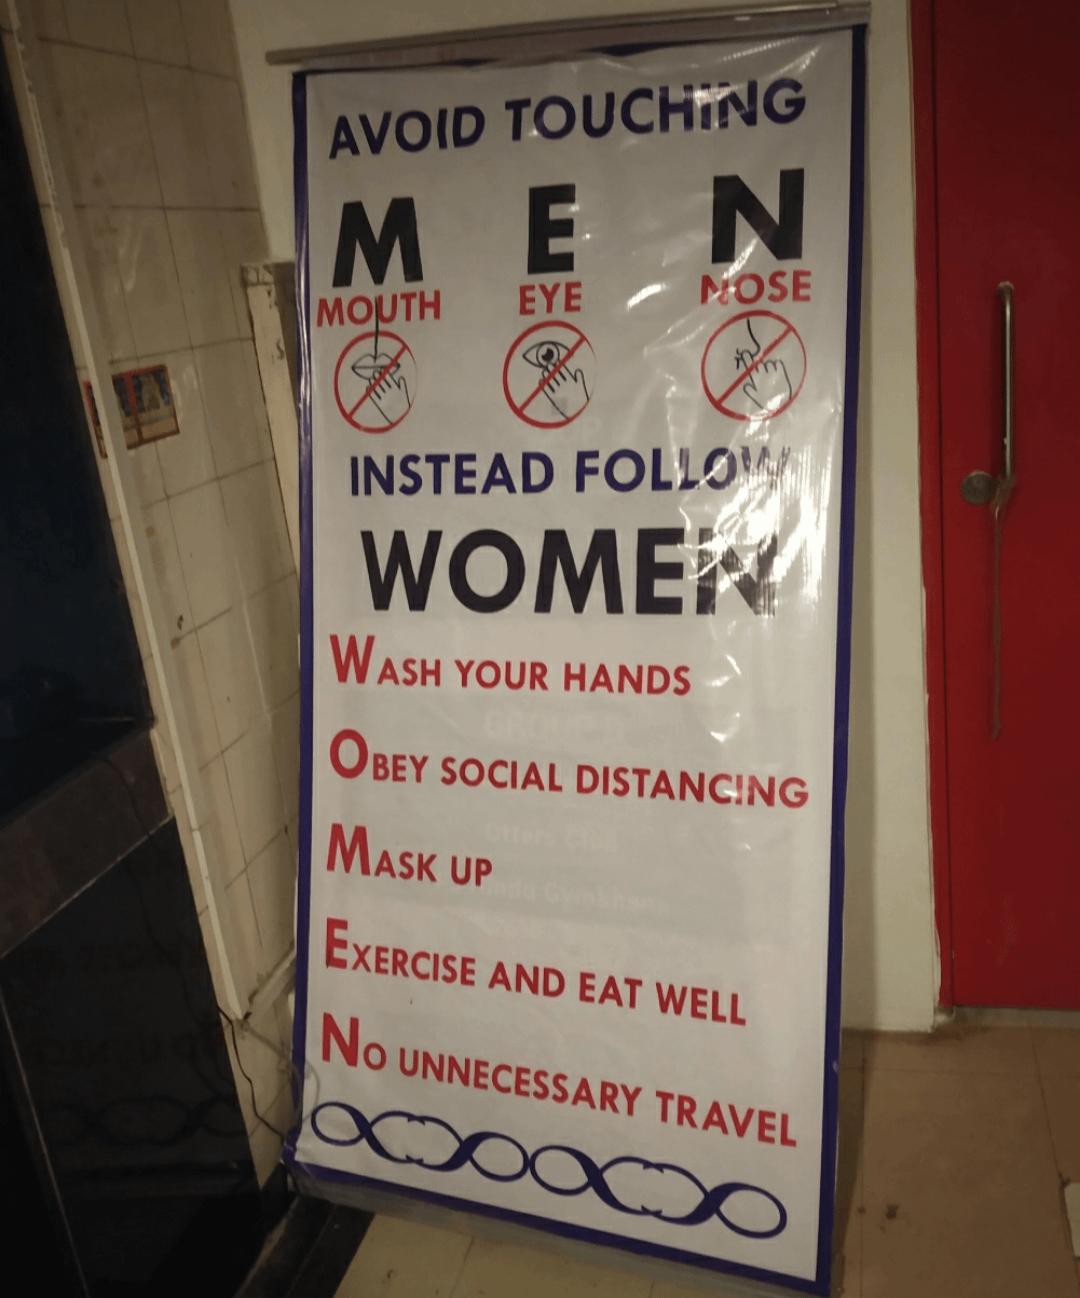 AVOID TOUCHING
M E N
MOUTH EYE NOSE
INSTEAD FOLLOW
WOMEN
WASH YOUR HANDS
OBEY SOCIAL DISTANCING
MASK UP
EXERCISE AND EAT WELL
NO UNNECESSARY TRAVEL